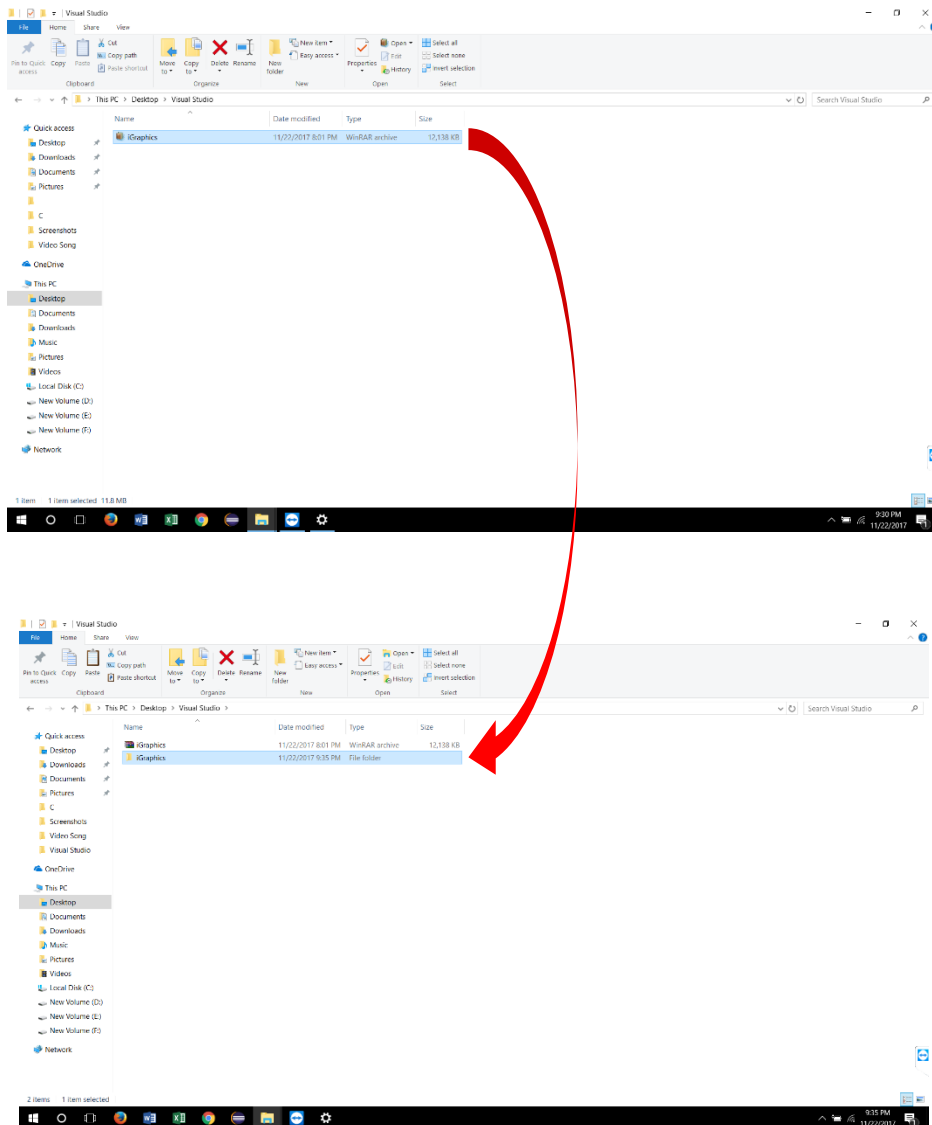 Visual Studio
File Home Share View
Pin to Quick access Copy Paste Cut Copy path Paste shortcut Move to Copy to Delete Rename New folder New item Easy access Properties Open Edit History Select all Select none Invert selection
Clipboard Organize New Open Select
This PC > Desktop > Visual Studio Search Visual Studio
Name Date modified Type Size
iGraphics 11/22/2017 8:01 PM WinRAR archive 12,138 KB
Quick access
Desktop
Downloads
Documents
Pictures
C
Screenshots
Video Song
OneDrive
This PC
Desktop
Documents
Downloads
Music
Pictures
Videos
Local Disk (C:)
New Volume (D:)
New Volume (E:)
New Volume (F:)
Network
1 item 1 item selected 11.8 MB
9:30 PM
11/22/2017
Visual Studio
File Home Share View
Pin to Quick access Copy Paste Cut Copy path Paste shortcut Move to Copy to Delete Rename New folder New item Easy access Properties Open Edit History Select all Select none Invert selection
Clipboard Organize New Open Select
This PC > Desktop > Visual Studio > Search Visual Studio
Name Date modified Type Size
iGraphics 11/22/2017 8:01 PM WinRAR archive 12,138 KB
iGraphics 11/22/2017 9:35 PM File folder
Quick access
Desktop
Downloads
Documents
Pictures
C
Screenshots
Video Song
Visual Studio
OneDrive
This PC
Desktop
Documents
Downloads
Music
Pictures
Videos
Local Disk (C:)
New Volume (D:)
New Volume (E:)
New Volume (F:)
Network
2 items 1 item selected
9:35 PM
11/22/2017